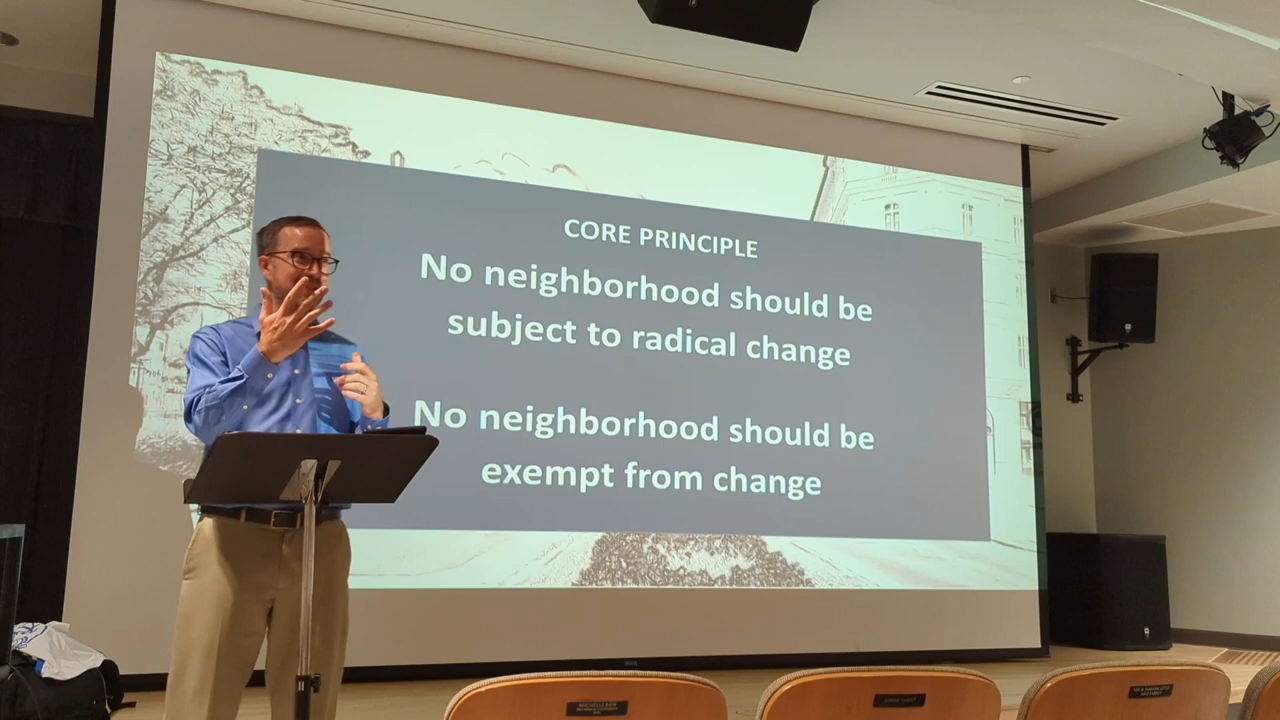 CORE PRINCIPLE
No neighborhood should be
subject to radical change
No neighborhood should be
exempt from change